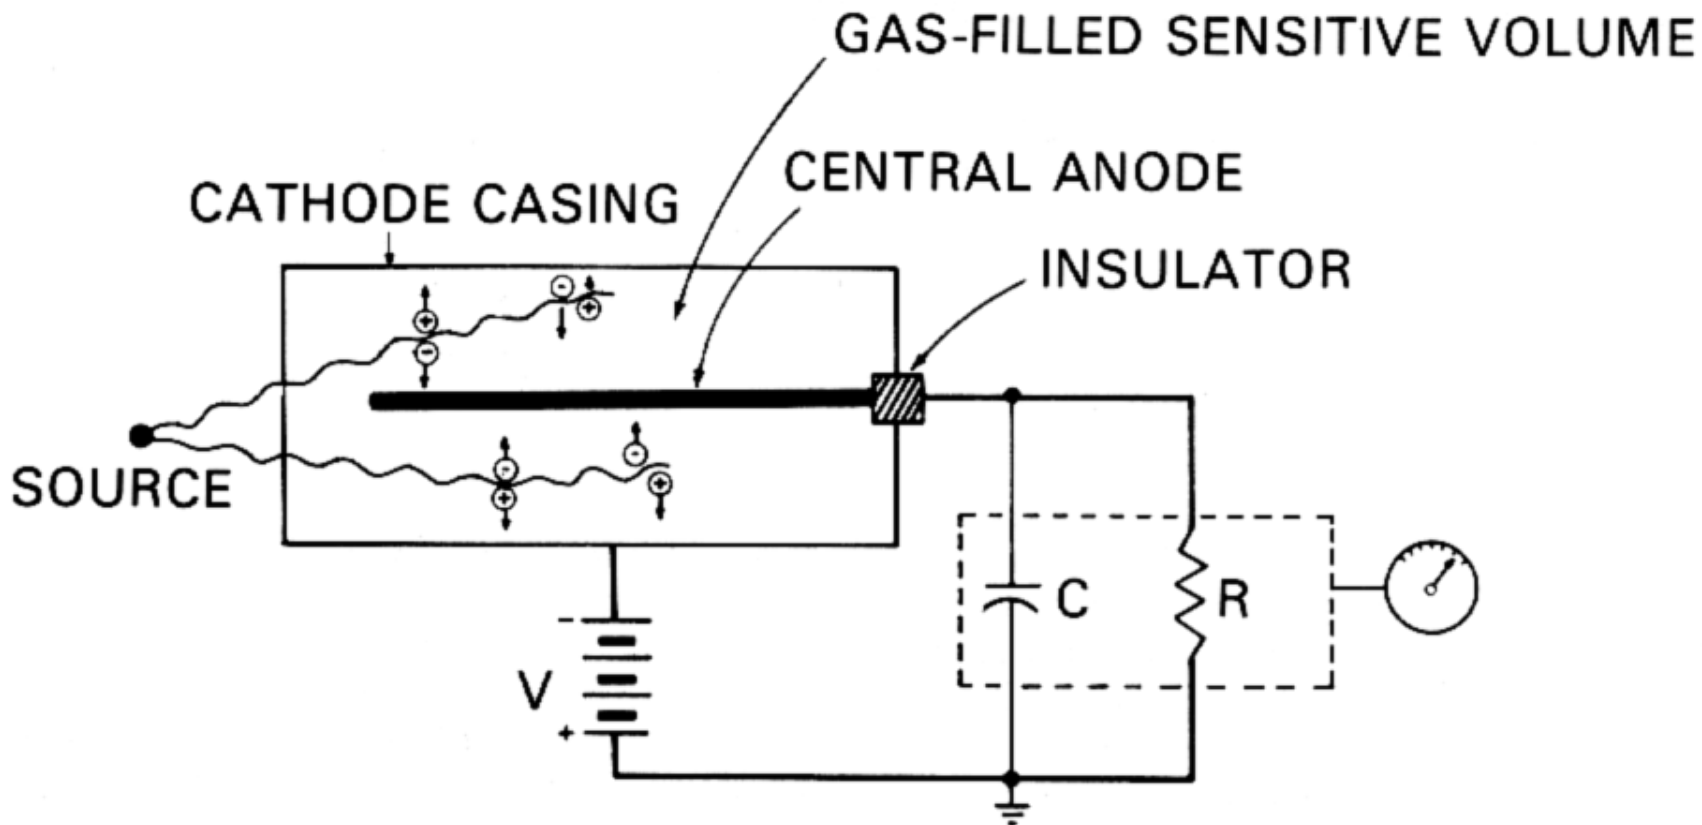 GAS-FILLED SENSITIVE VOLUME
CENTRAL ANODE
CATHODE CASING
INSULATOR
+
-
-
+
-
+
-
+
-
+
SOURCE
C
R
-
V
+